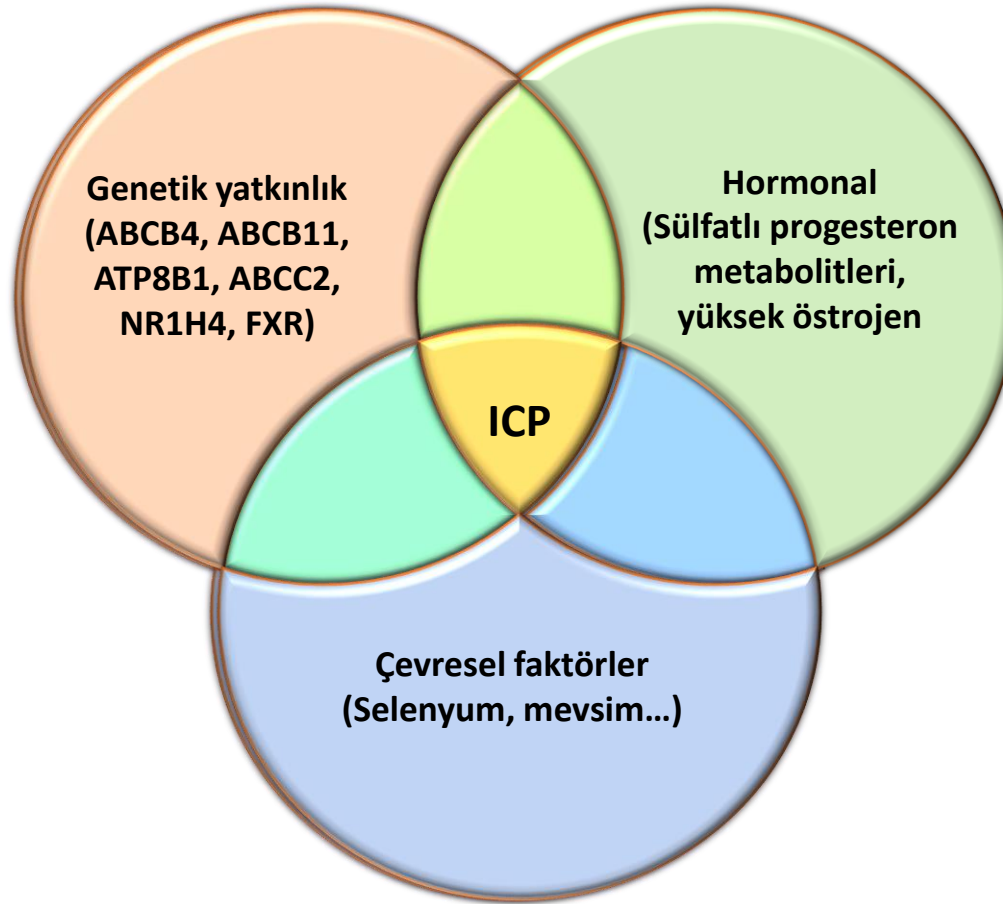 Genetik yatkınlık
(ABCB4, ABCB11,
ATP8B1, ABCC2,
NR1H4, FXR)
Hormonal
(Sülfatlı progesteron
metabolitleri,
yüksek östrojen
ICP
Çevresel faktörler
(Selenyum, mevsim…)